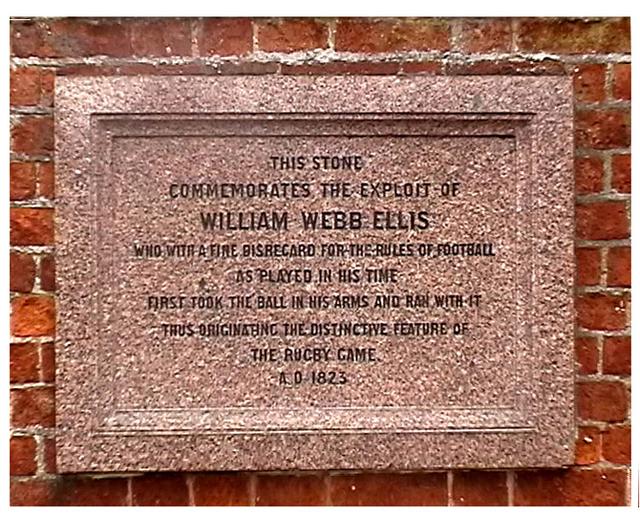 THIS STONE
COMMEMORATES THE EXPLOIT OF
WILLIAM WEBB ELLIS
WHO WITH A FINE DISREGARD FOR THE RULES OF FOOTBALL
AS PLAYED IN HIS TIME
FIRST TOOK THE BALL IN HIS ARMS AND RAN WITH IT
THUS ORIGINATING THE DISTINCTIVE FEATURE OF
THE RUGBY GAME.
A.D. 1823